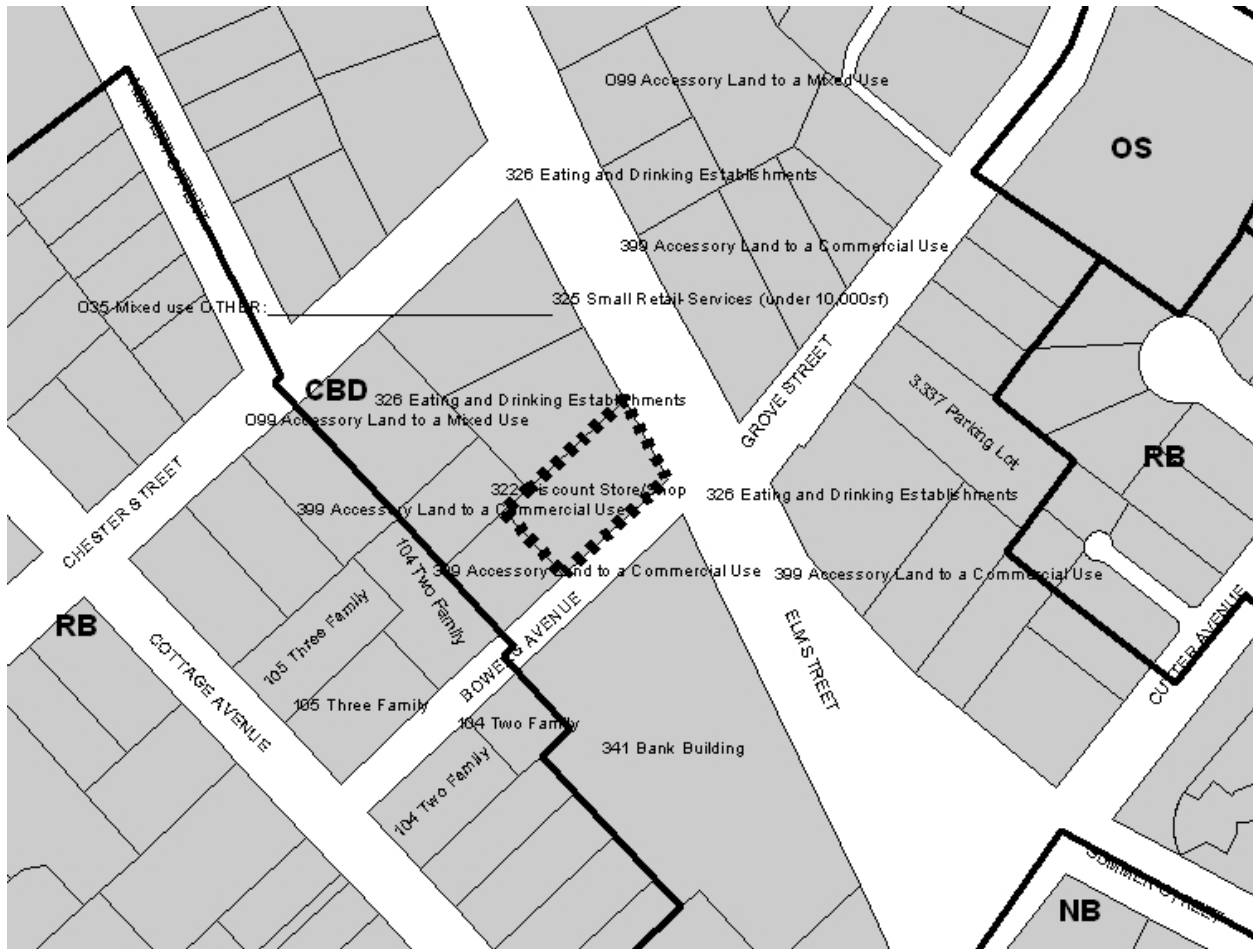 O99 Accessory Land to a Mixed Use
OS
326 Eating and Drinking Establishments
399 Accessory Land to a Commercial Use
O35 Mixed use OTHER:
325 Small Retail-Services (under 10,000sf)
GROVE STREET
CBD
326 Eating and Drinking Establishments
3.337 Parking Lot
O99 Accessory Land to a Mixed Use
RB
322 Discount Store/Shop
326 Eating and Drinking Establishments
399 Accessory Land to a Commercial Use
CHESTER STREET
104 Two Family
399 Accessory Land to a Commercial Use
399 Accessory Land to a Commercial Use
RB
105 Three Family
BOWERS AVENUE
ELM STREET
CUTTER AVENUE
COTTAGE AVENUE
105 Three Family
104 Two Family
341 Bank Building
104 Two Family
SUMMER STREET
NB